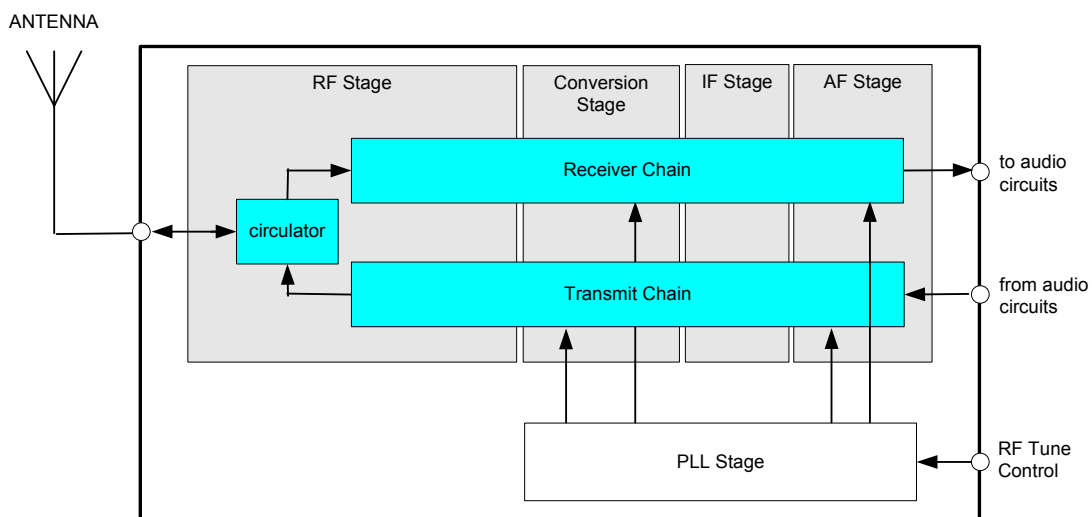 ANTENNA
RF Stage
Conversion
Stage
IF Stage
AF Stage
Receiver Chain
to audio
circuits
circulator
Transmit Chain
from audio
circuits
PLL Stage
RF Tune
Control